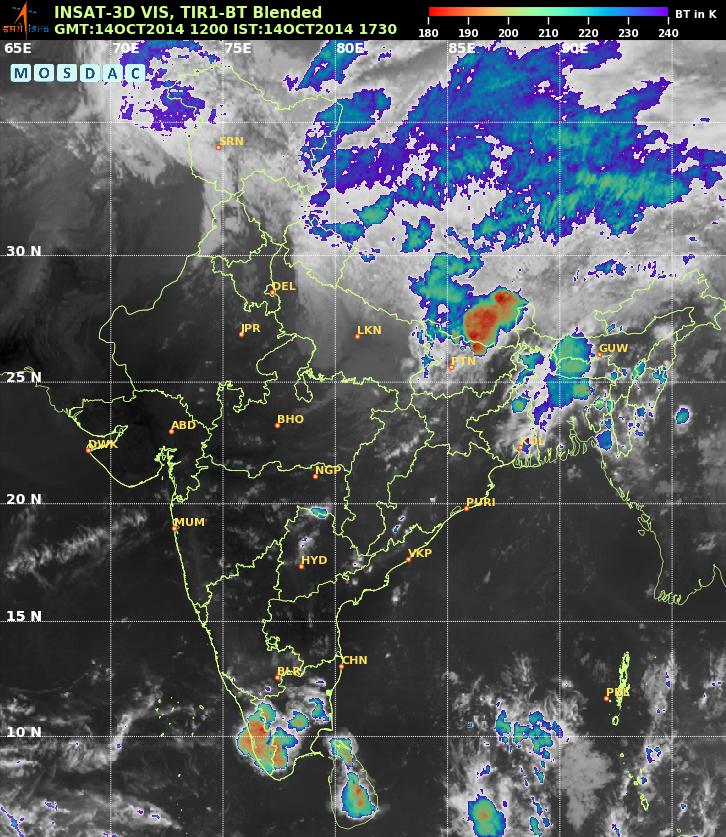 INSAT-3D VIS, TIR1-BT Blended
GMT:14OCT2014 1200 IST:14OCT2014 1730
BT in K
180 190 200 210 220 230 240
65E 70E 75E 80E 85E 90E
M O S D A C
SRN
30 N
DEL
JPR
LKN
GUW
PTN
25 N
ABD
BHO
DWK
KOL
NGP
20 N
PURI
MUM
VKP
HYD
15 N
CHN
BLR
PBL
10 N